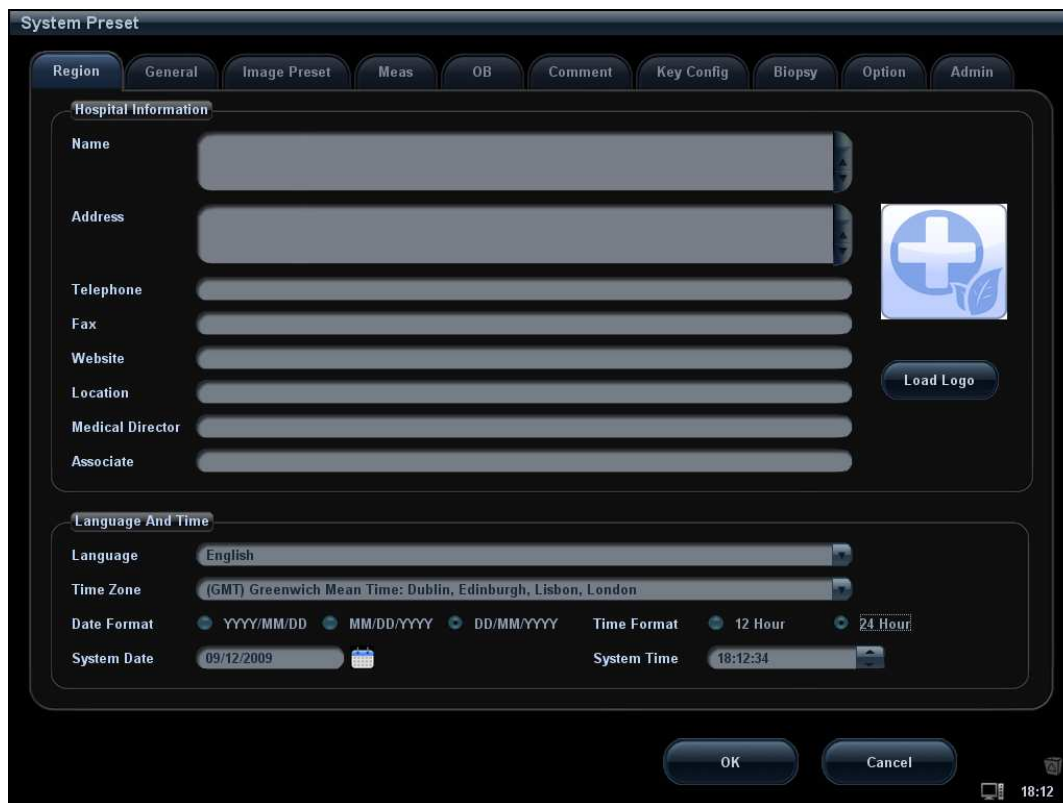 System Preset
Region General Image Preset Meas OB Comment Key Config Biopsy Option Admin
Hospital Information
Name
Address
Telephone
Fax
Website
Load Logo
Location
Medical Director
Associate
Language And Time
Language English
Time Zone (GMT) Greenwich Mean Time: Dublin, Edinburgh, Lisbon, London
Date Format YYYY/MM/DD MM/DD/YYYY DD/MM/YYYY Time Format 12 Hour 24 Hour
System Date 09/12/2009 System Time 18:12:34
OK Cancel
18:12